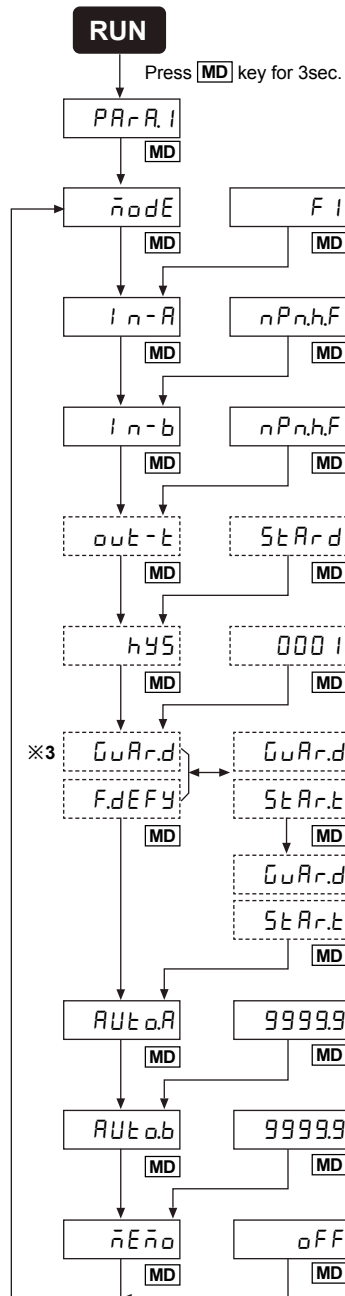 RUN
Press MD key for 3sec.
PArA.1
MD
modE F1
MD MD
In-A nPn.h.F
MD MD
In-b nPn.h.F
MD MD
out-t StArd
MD MD
hYS 0001
MD MD
※3 GuAr.d GuAr.d
F.dEFY StAr.t
MD MD
GuAr.d
StAr.t
MD
AUto.A 9999.9
MD MD
AUto.b 9999.9
MD MD
mEmo oFF
MD MD